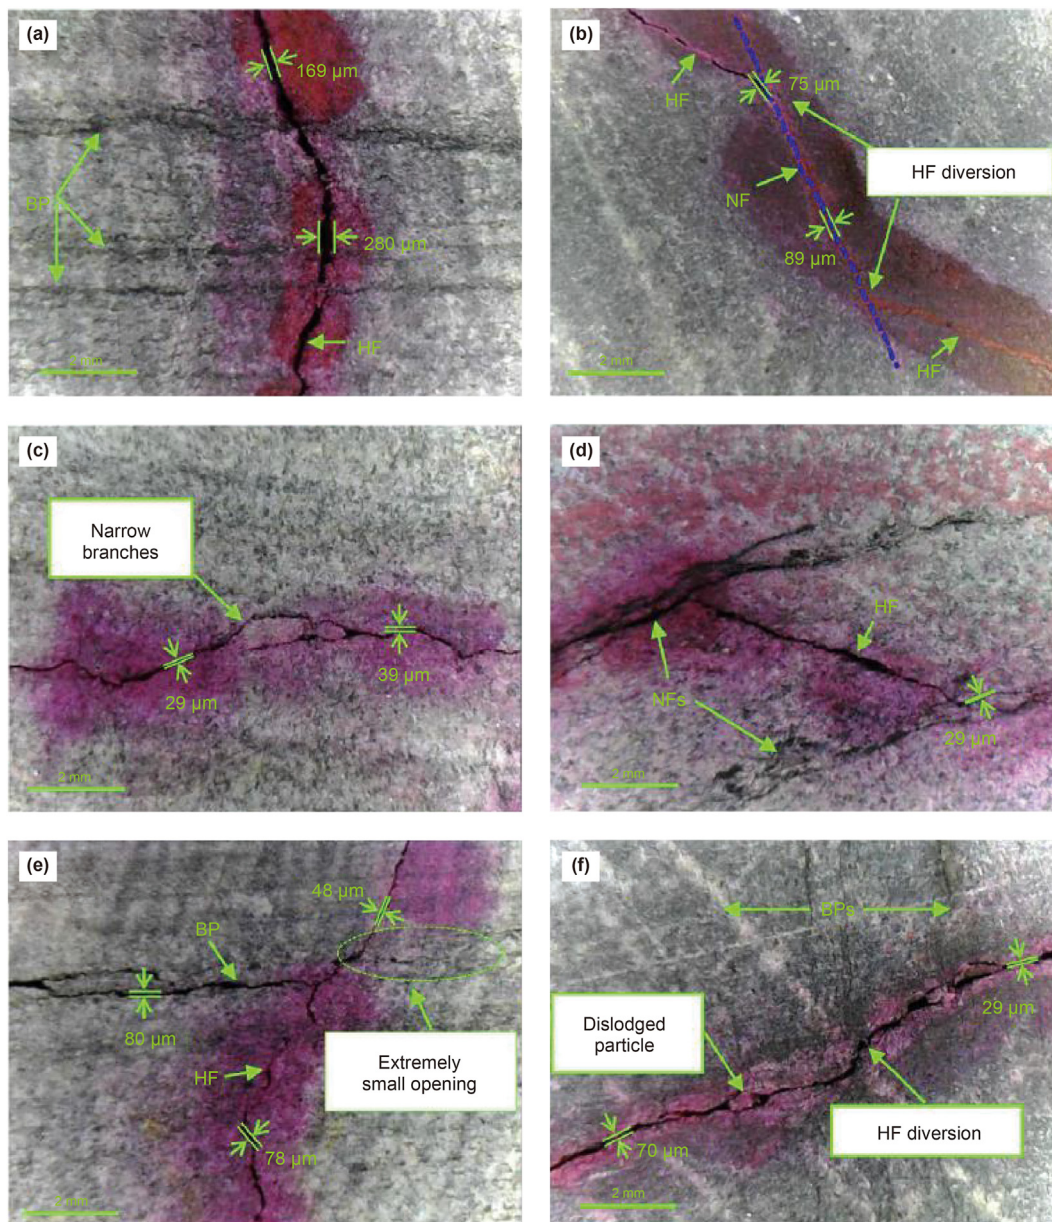 (a)
169 µm
BP
280 µm
HF
2 mm
(b)
HF
75 µm
HF diversion
NF
89 µm
HF
2 mm
(c)
Narrow
branches
39 µm
29 µm
2 mm
(d)
HF
NFs
29 µm
2 mm
(e)
48 µm
BP
80 µm
HF
Extremely
small opening
78 µm
2 mm
(f)
BPs
29 µm
Dislodged
particle
HF diversion
70 µm
2 mm